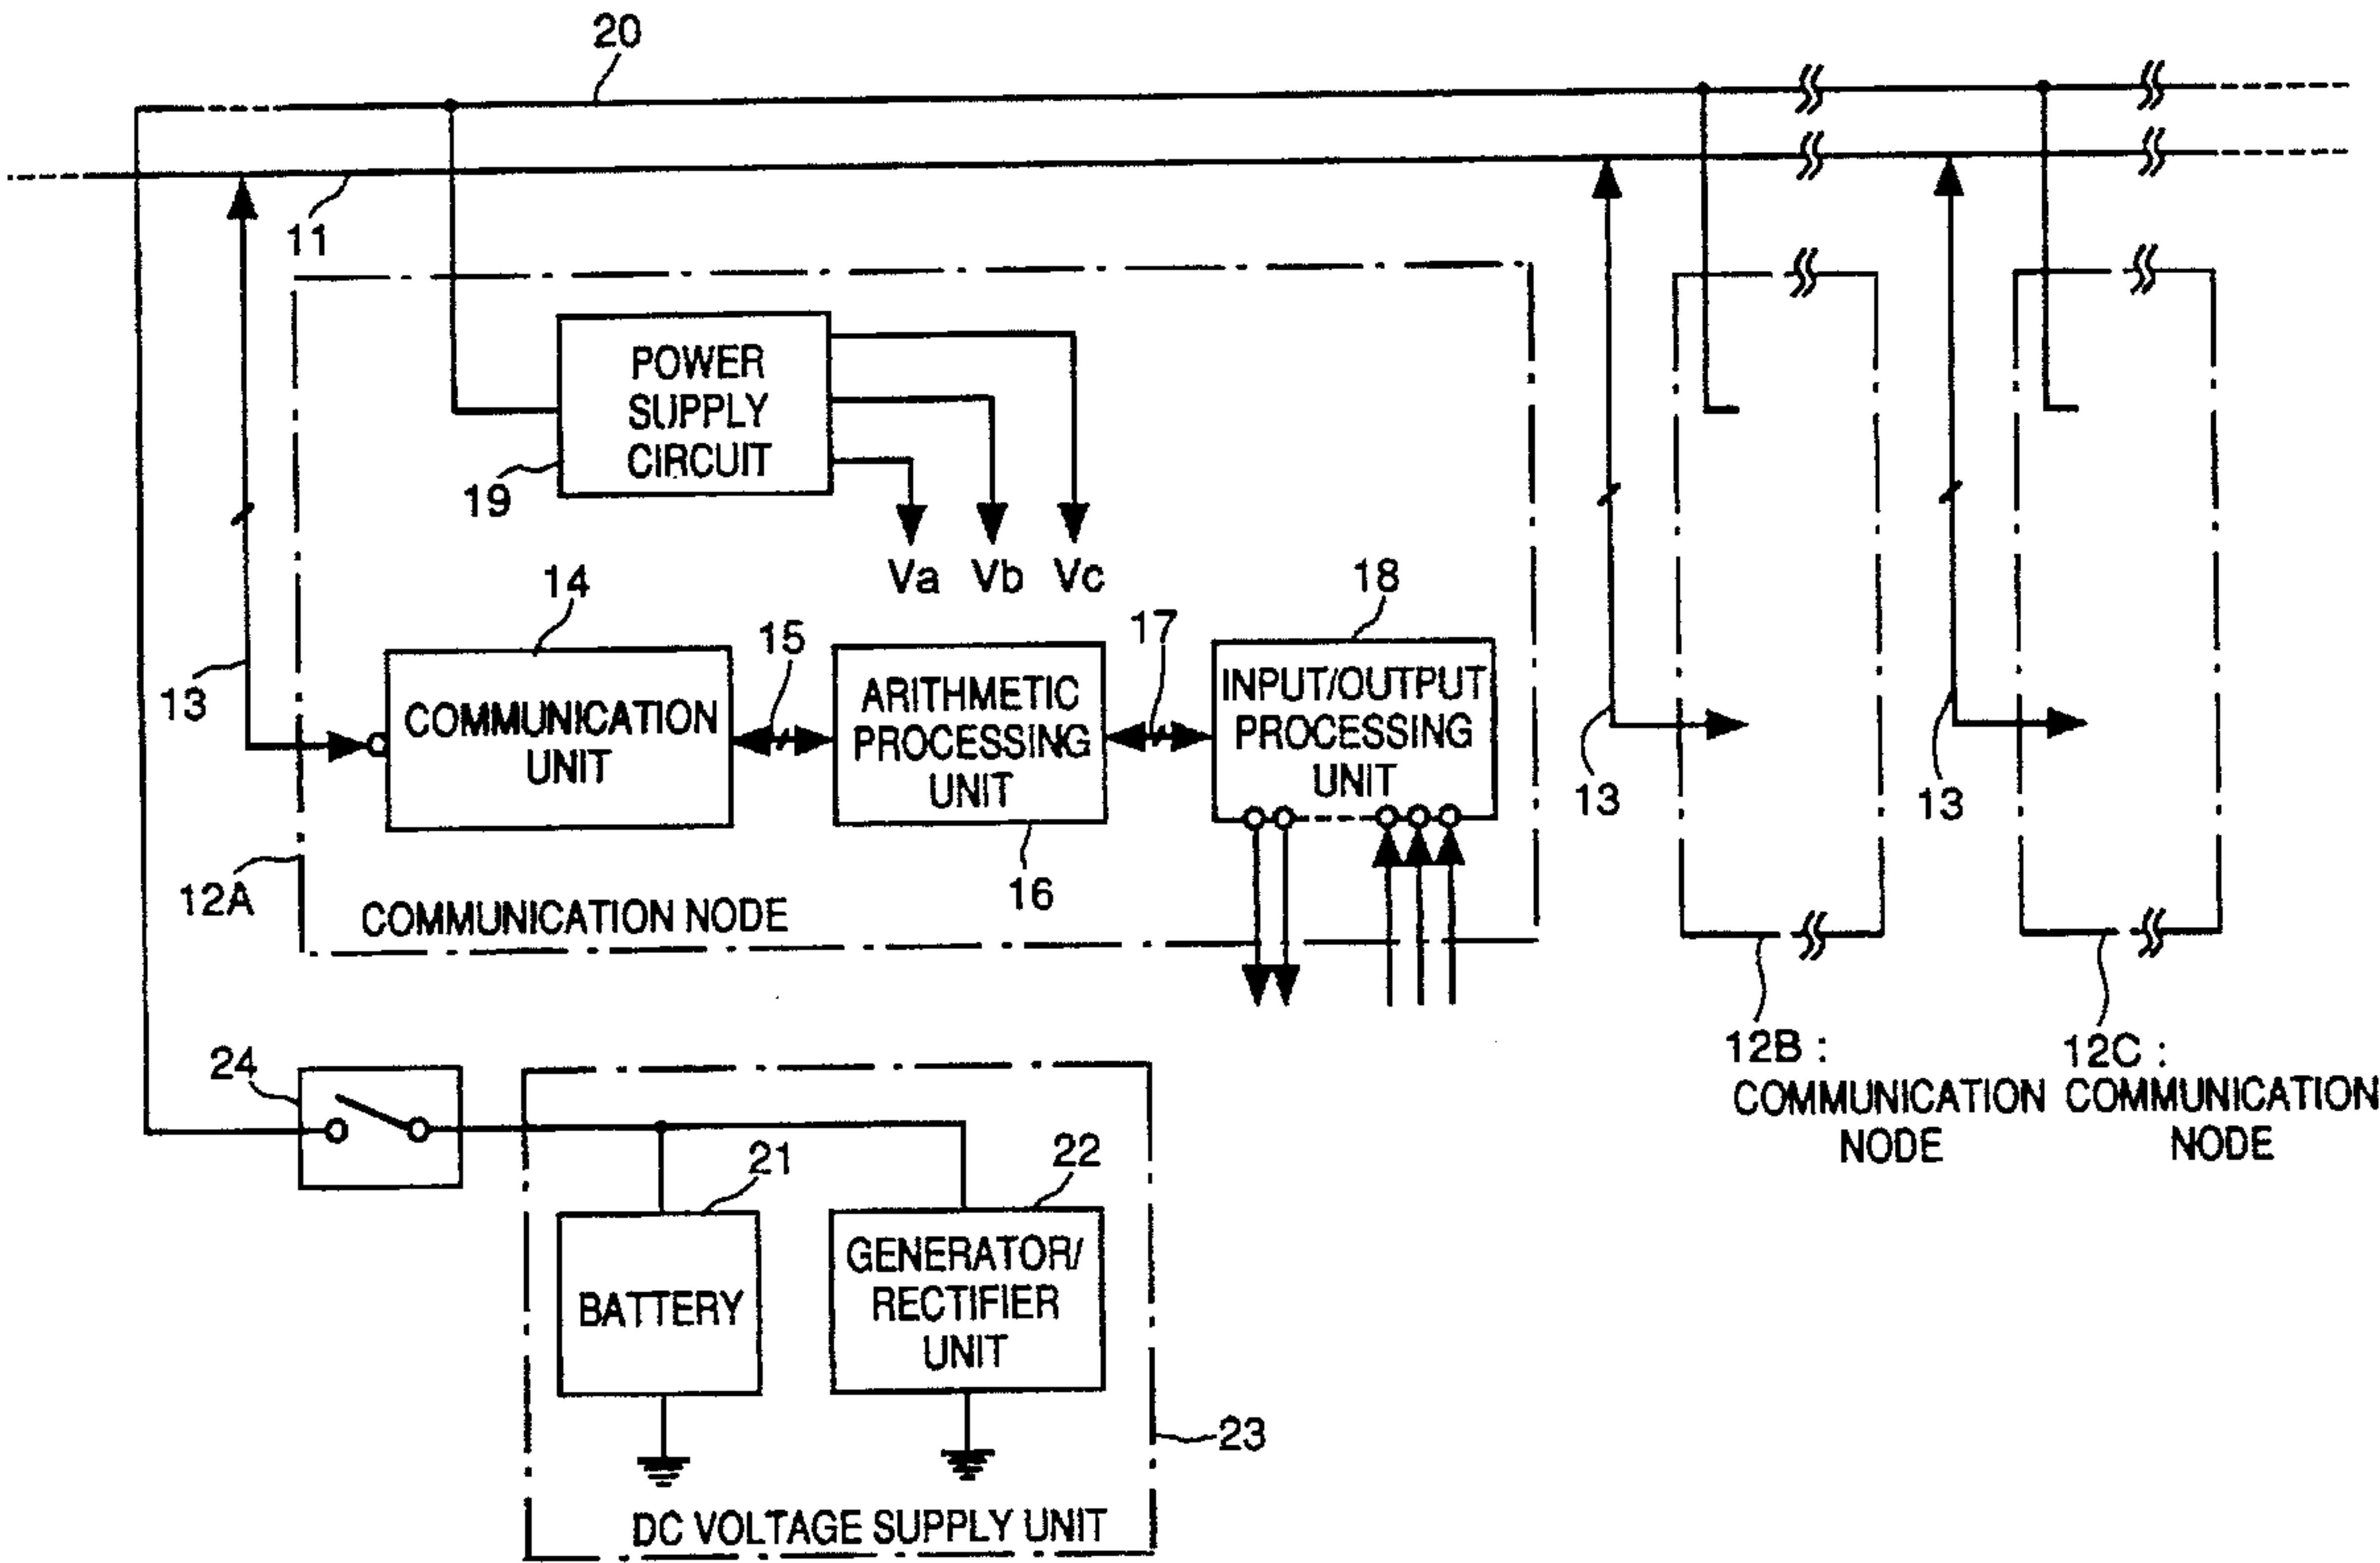 20
11
POWER
SUPPLY
CIRCUIT
19
Va Vb Vc
14
15
17
18
13
COMMUNICATION
UNIT
ARITHMETIC
PROCESSING
UNIT
INPUT/OUTPUT
PROCESSING
UNIT
13
13
12A
16
COMMUNICATION NODE
12B :
COMMUNICATION
NODE
12C :
COMMUNICATION
NODE
24
21
22
BATTERY
GENERATOR/
RECTIFIER
UNIT
23
DC VOLTAGE SUPPLY UNIT